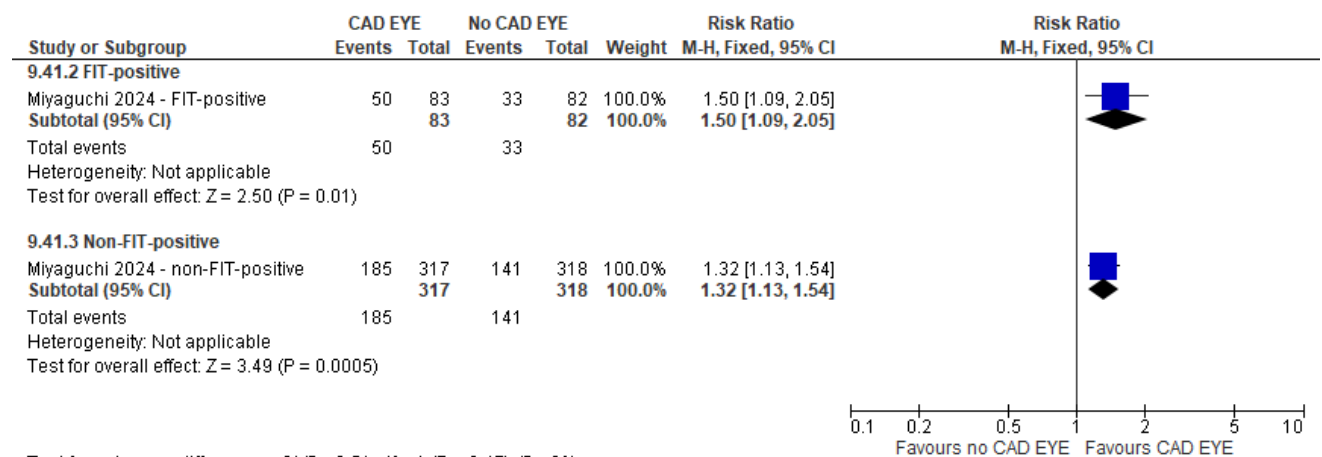 CAD EYE No CAD EYE Risk Ratio Risk Ratio
Study or Subgroup Events Total Events Total Weight M-H, Fixed, 95% CI M-H, Fixed, 95% CI
9.41.2 FIT-positive
Miyaguchi 2024 - FIT-positive 50 83 33 82 100.0% 1.50 [1.09, 2.05]
Subtotal (95% CI) 83 82 100.0% 1.50 [1.09, 2.05]
Total events 50 33
Heterogeneity: Not applicable
Test for overall effect: Z = 2.50 (P = 0.01)
9.41.3 Non-FIT-positive
Miyaguchi 2024 - non-FIT-positive 185 317 141 318 100.0% 1.32 [1.13, 1.54]
Subtotal (95% CI) 317 318 100.0% 1.32 [1.13, 1.54]
Total events 185 141
Heterogeneity: Not applicable
Test for overall effect: Z = 3.49 (P = 0.0005)
0.1 0.2 0.5 1 2 5 10
Favours no CAD EYE Favours CAD EYE